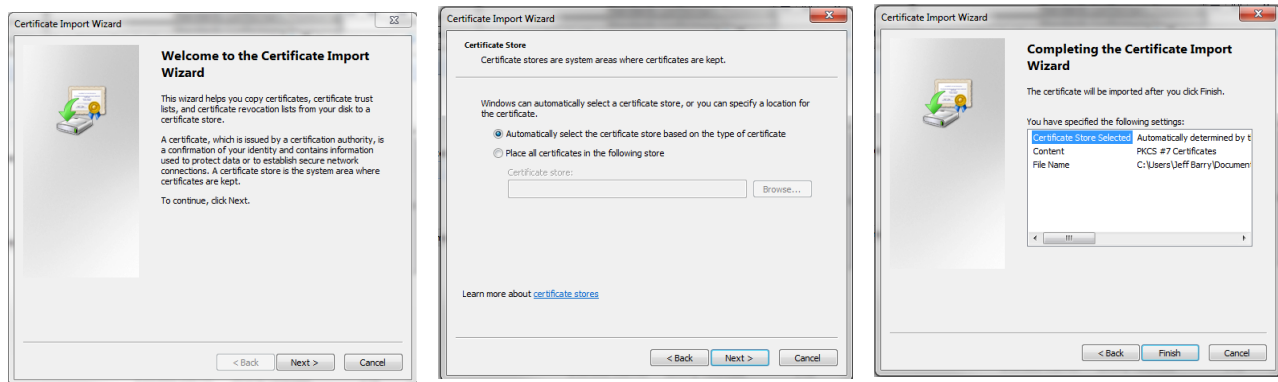 Certificate Import Wizard
Welcome to the Certificate Import
Wizard
This wizard helps you copy certificates, certificate trust
lists, and certificate revocation lists from your disk to a
certificate store.
A certificate, which is issued by a certification authority, is
a confirmation of your identity and contains information
used to protect data or to establish secure network
connections. A certificate store is the system area where
certificates are kept.
To continue, click Next.
< Back
Next >
Cancel
Certificate Import Wizard
Certificate Store
Certificate stores are system areas where certificates are kept.
Windows can automatically select a certificate store, or you can specify a location for
the certificate.
Automatically select the certificate store based on the type of certificate
Place all certificates in the following store
Certificate store:
Browse...
Learn more about certificate stores
< Back
Next >
Cancel
Certificate Import Wizard
Completing the Certificate Import
Wizard
The certificate will be imported after you click Finish.
You have specified the following settings:
Certificate Store Selected Automatically determined by t
Content PKCS #7 Certificates
File Name C:\Users\Jeff Barry\Documen
< Back
Finish
Cancel